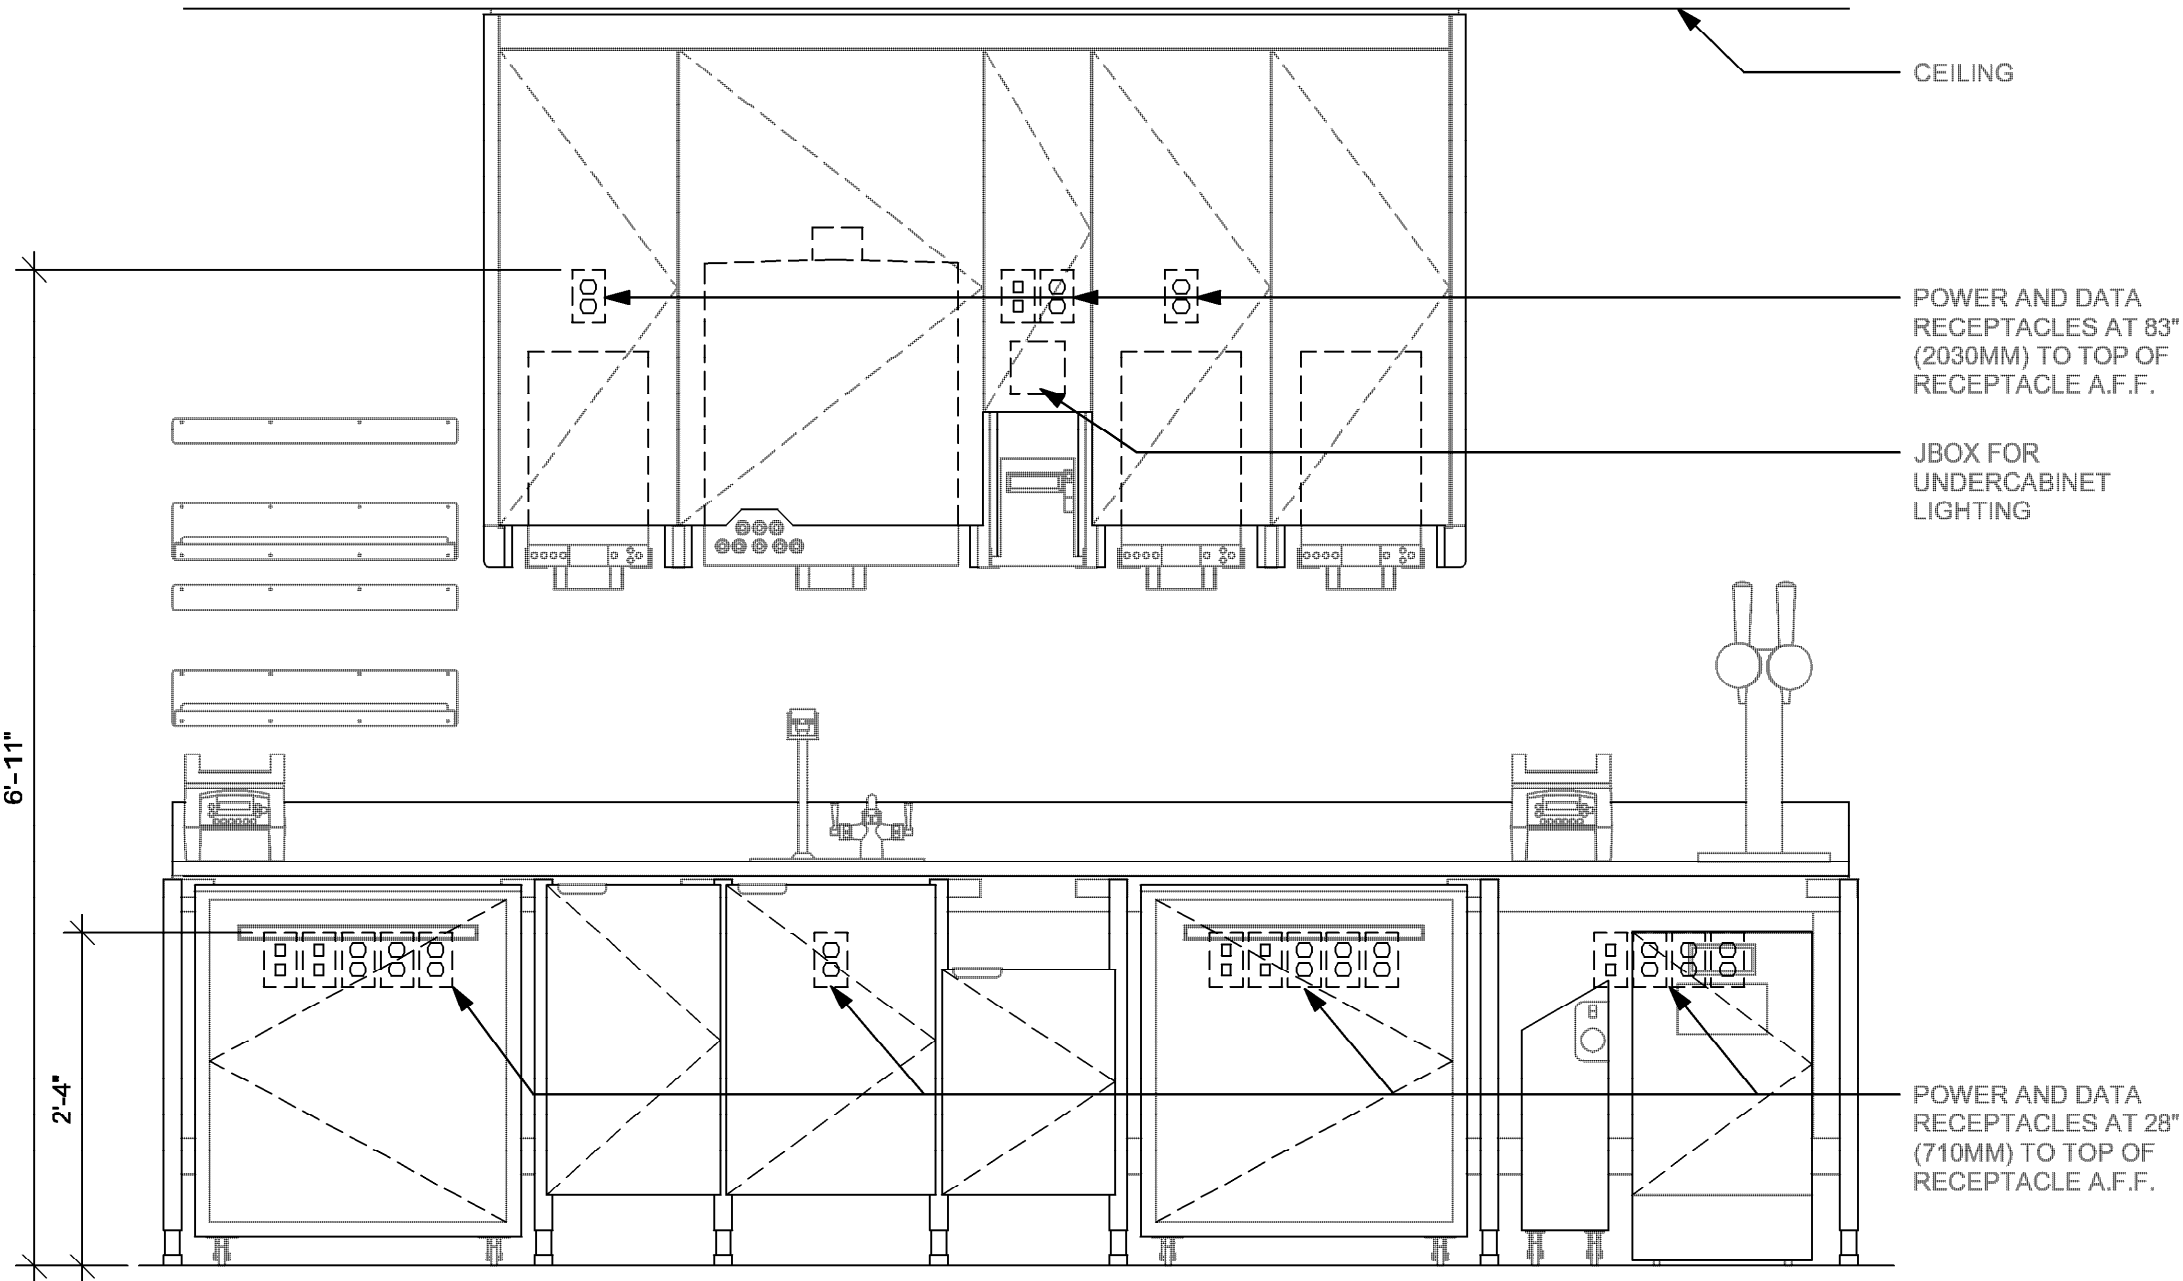 CEILING
POWER AND DATA
RECEPTACLES AT 83"
(2030MM) TO TOP OF
RECEPTACLE A.F.F.
JBOX FOR
UNDERCABINET
LIGHTING
6'-11"
2'-4"
POWER AND DATA
RECEPTACLES AT 28"
(710MM) TO TOP OF
RECEPTACLE A.F.F.